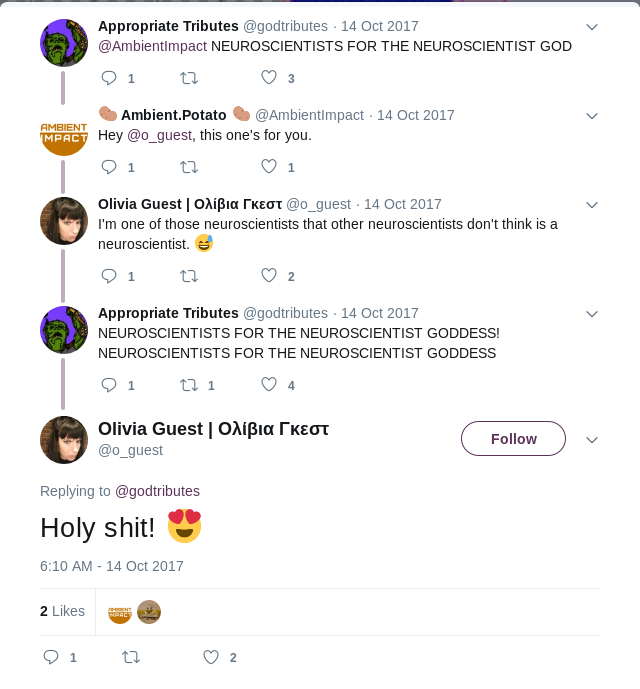 Appropriate Tributes @godtributes · 14 Oct 2017
@AmbientImpact NEUROSCIENTISTS FOR THE NEUROSCIENTIST GOD
1 3
AMBIENT
IMPACT
🥔 Ambient.Potato 🥔 @AmbientImpact · 14 Oct 2017
Hey @o_guest, this one's for you.
1 1
Olivia Guest | Ολίβια Γκεστ @o_guest · 14 Oct 2017
I'm one of those neuroscientists that other neuroscientists don't think is a
neuroscientist. 😅
1 2
Appropriate Tributes @godtributes · 14 Oct 2017
NEUROSCIENTISTS FOR THE NEUROSCIENTIST GODDESS!
NEUROSCIENTISTS FOR THE NEUROSCIENTIST GODDESS
1 1 4
Olivia Guest | Ολίβια Γκεστ
@o_guest
Follow
Replying to @godtributes
Holy shit! 😍
6:10 AM - 14 Oct 2017
2 Likes
AMBIENT
IMPACT
1 2